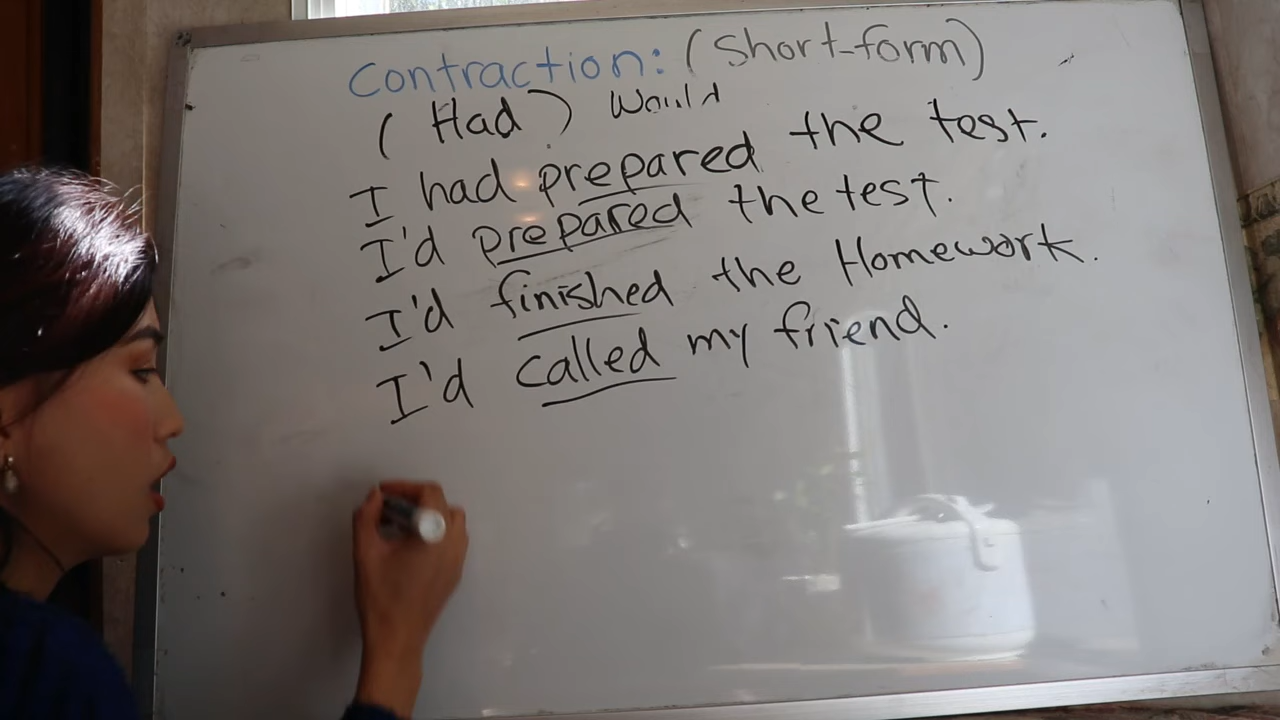 Contraction: (Short-form)
(Had) Would
I had prepared the test.
I'd prepared the test.
I'd finished the Homework.
I'd called my friend.